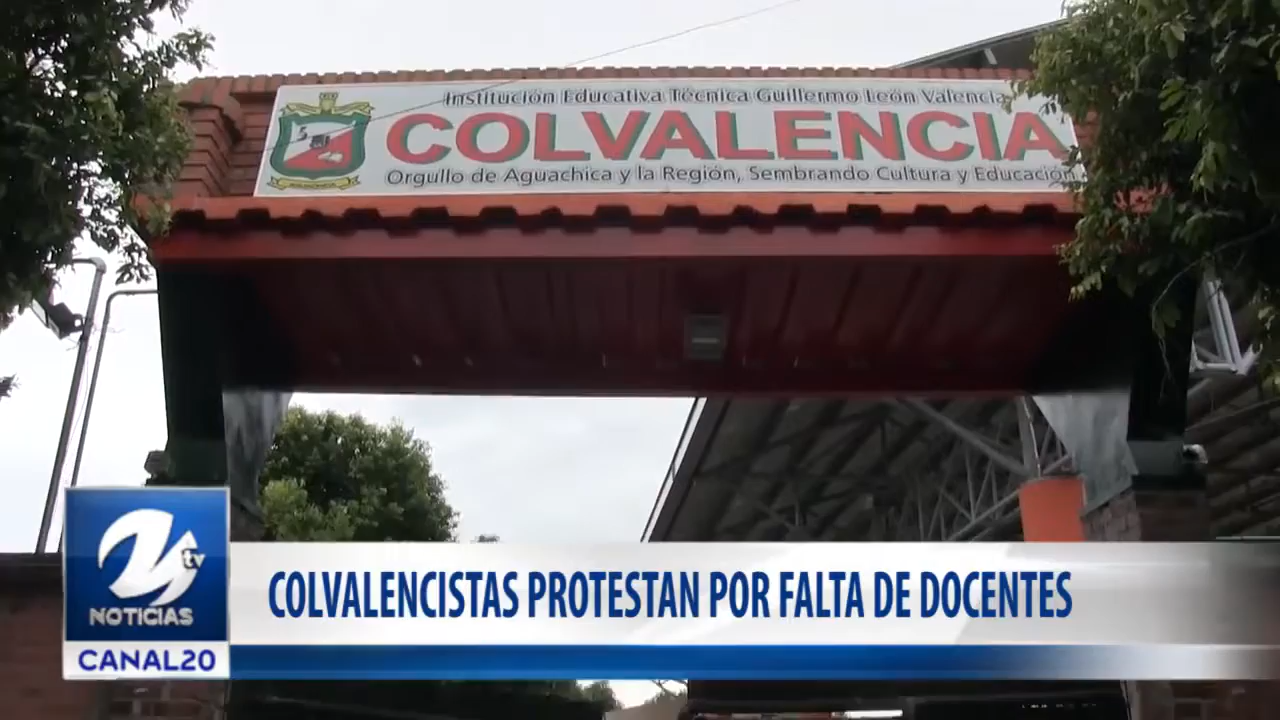 Institución Educativa Técnica Guillermo León Valencia
COLVALENCIA
Orgullo de Aguachica y la Región, Sembrando Cultura y Educación
tv
NOTICIAS
CANAL20
COLVALENCISTAS PROTESTAN POR FALTA DE DOCENTES